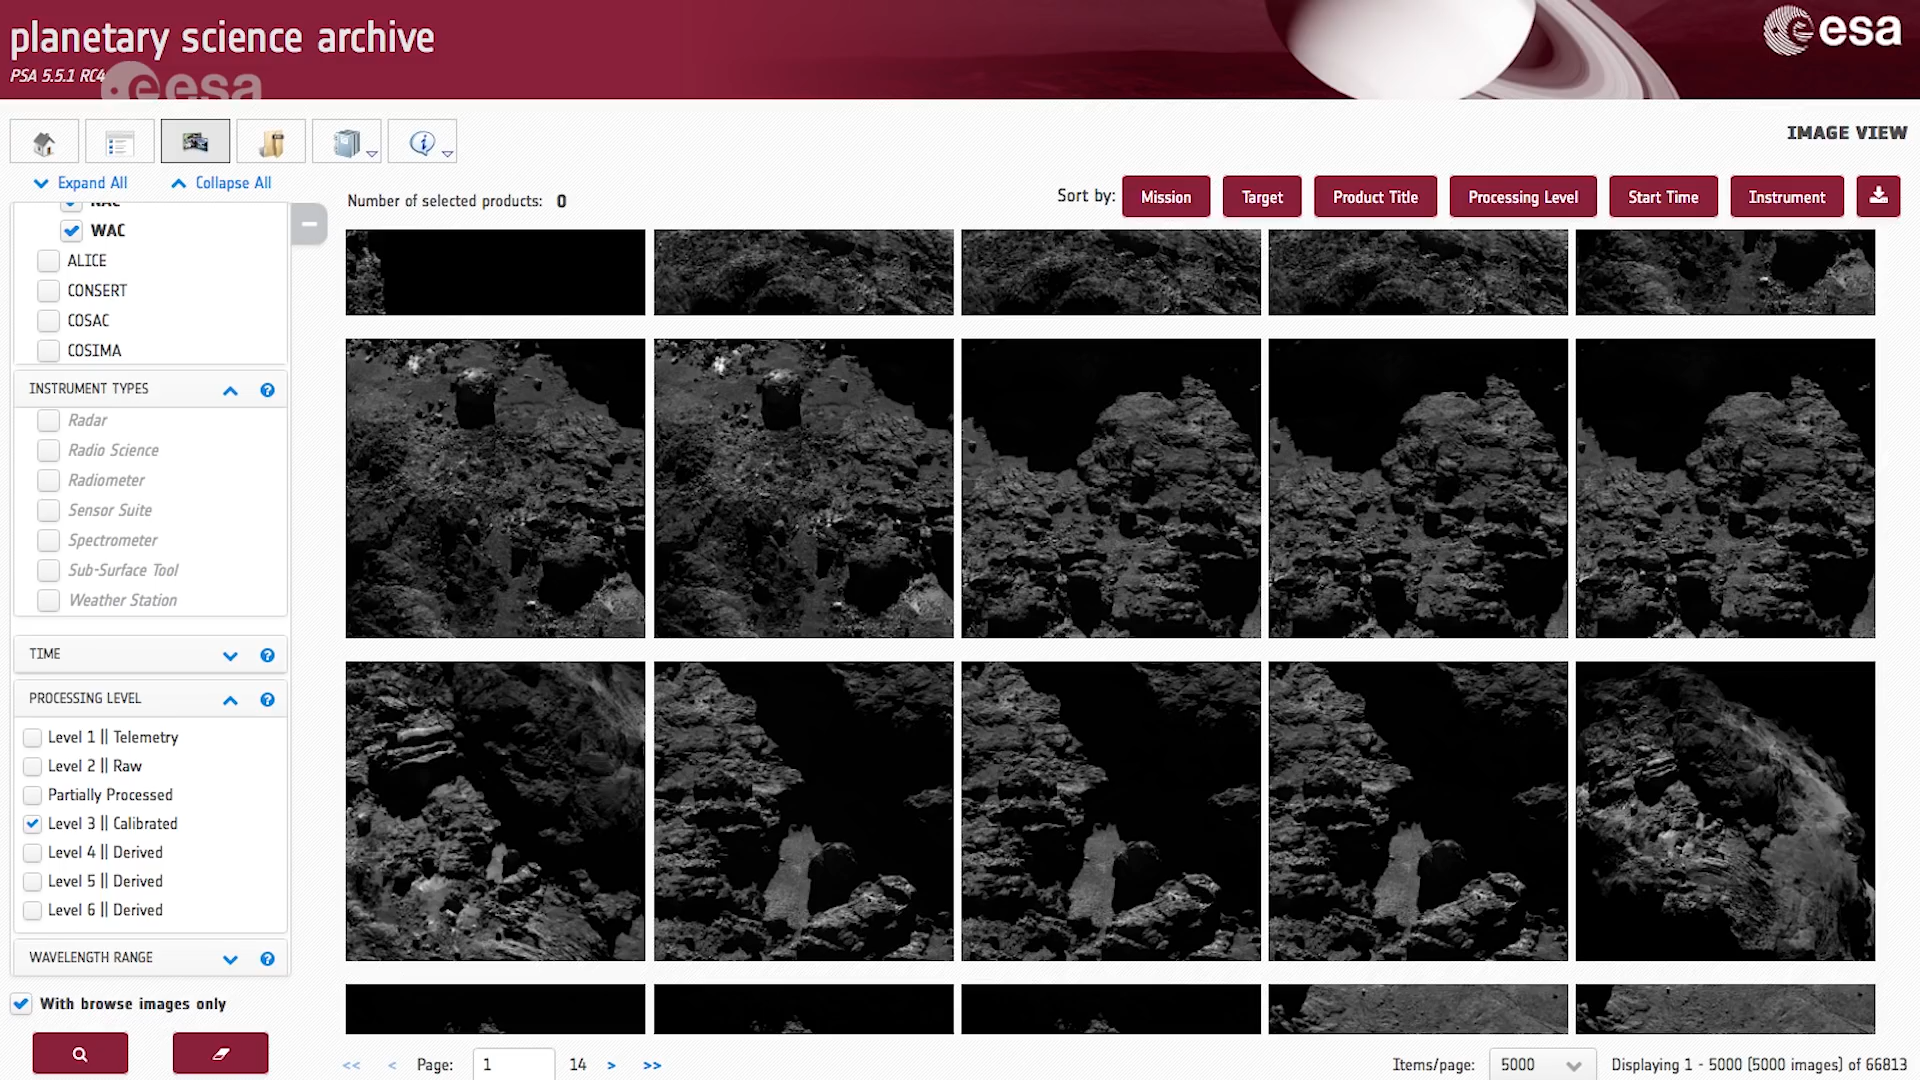 planetary science archive
PSA 5.5.1 RC4
esa
esa
IMAGE VIEW
Expand All
Collapse All
Number of selected products: 0
Sort by:
Mission
Target
Product Title
Processing Level
Start Time
Instrument
NAC
WAC
ALICE
CONSERT
COSAC
COSIMA
INSTRUMENT TYPES
Radar
Radio Science
Radiometer
Sensor Suite
Spectrometer
Sub-Surface Tool
Weather Station
TIME
PROCESSING LEVEL
Level 1 || Telemetry
Level 2 || Raw
Partially Processed
Level 3 || Calibrated
Level 4 || Derived
Level 5 || Derived
Level 6 || Derived
WAVELENGTH RANGE
With browse images only
<< < Page: 1 14 > >>
Items/page: 5000 Displaying 1 - 5000 (5000 images) of 66813